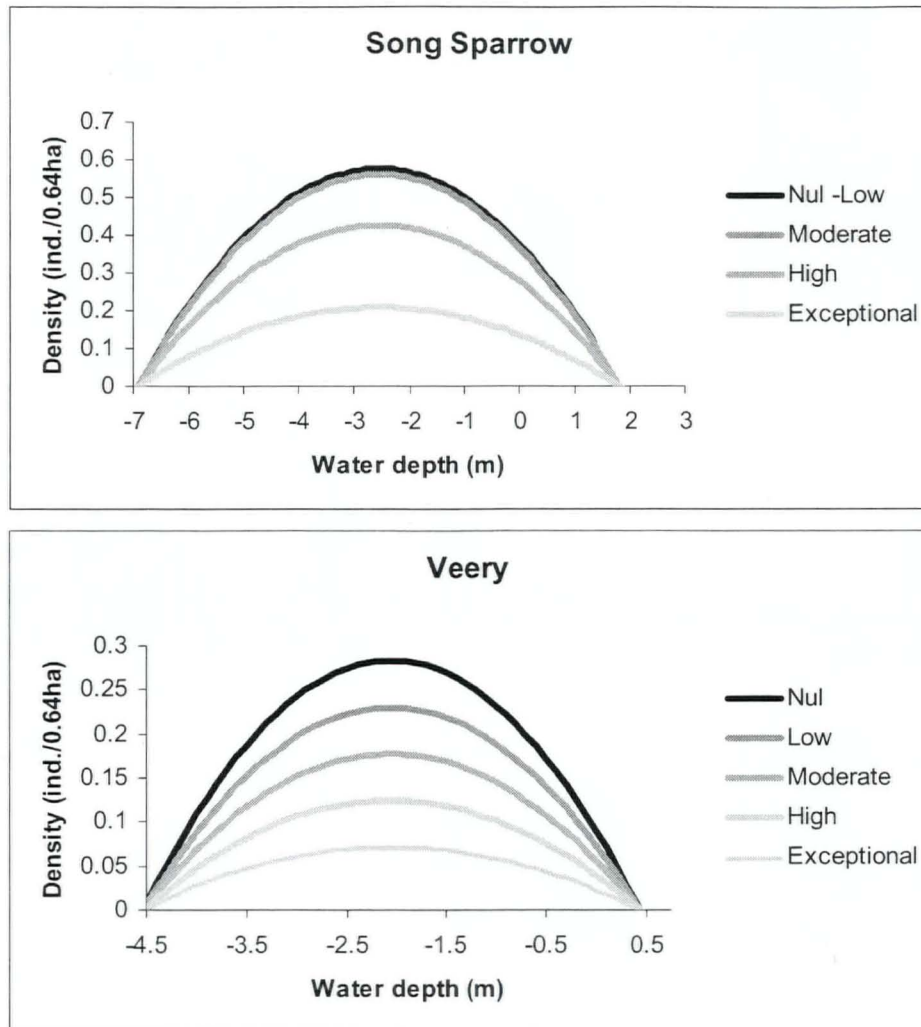 Song Sparrow
Density (ind./0.64ha)
0.7
0.6
0.5
0.4
0.3
0.2
0.1
0
-7 -6 -5 -4 -3 -2 -1 0 1 2 3
Water depth (m)
Nul -Low
Moderate
High
Exceptional
Veery
Density (ind./0.64ha)
0.3
0.25
0.2
0.15
0.1
0.05
0
-4.5 -3.5 -2.5 -1.5 -0.5 0.5
Water depth (m)
Nul
Low
Moderate
High
Exceptional